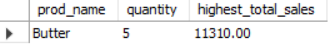 prod_name quantity highest_total_sales
Butter 5 11310.00